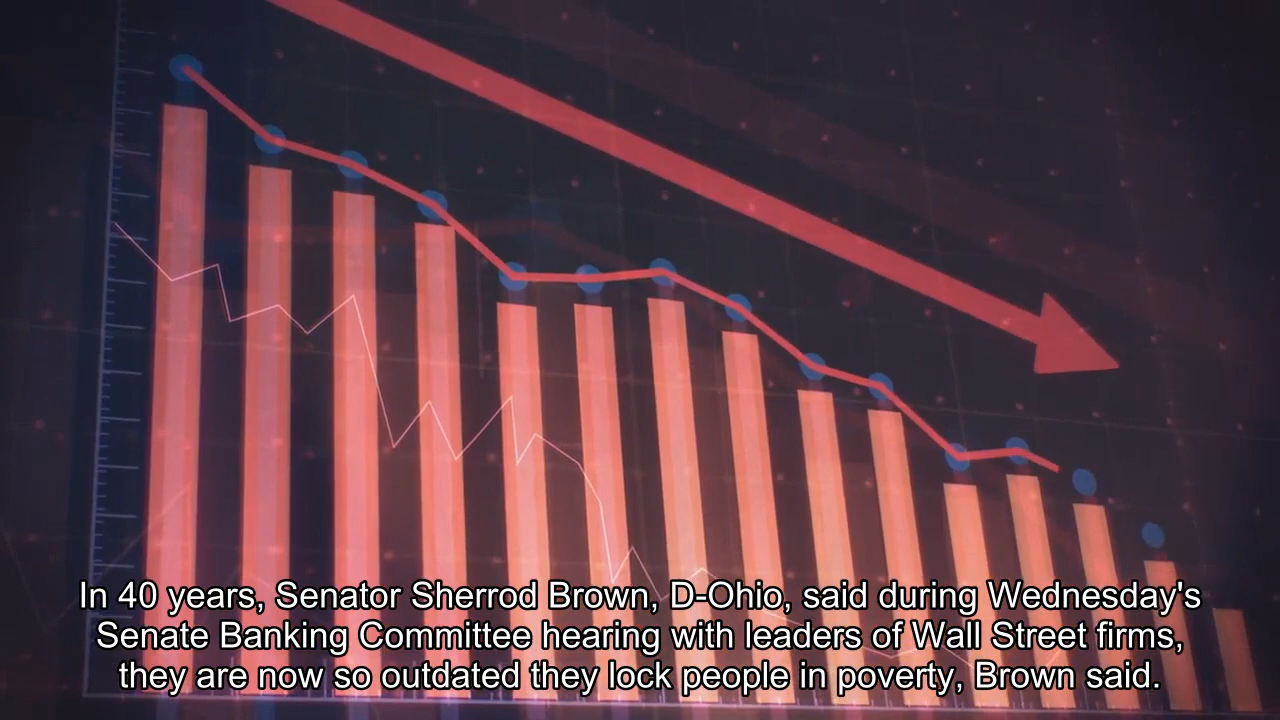 In 40 years, Senator Sherrod Brown, D-Ohio, said during Wednesday's
Senate Banking Committee hearing with leaders of Wall Street firms,
they are now so outdated they lock people in poverty, Brown said.